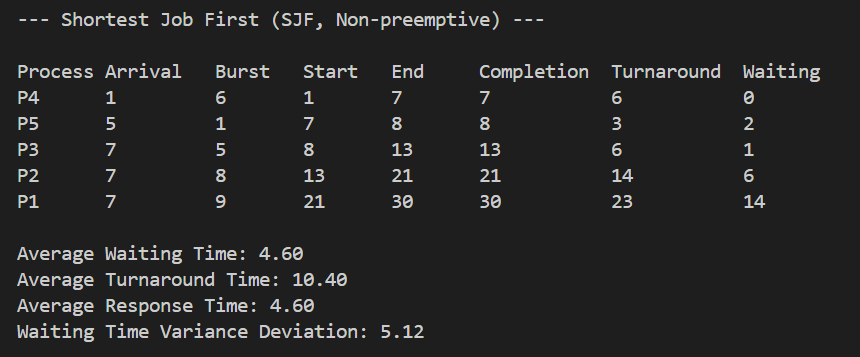 --- Shortest Job First (SJF, Non-preemptive) ---
Process Arrival Burst Start End Completion Turnaround Waiting
P4 1 6 1 7 7 6 0
P5 5 1 7 8 8 3 2
P3 7 5 8 13 13 6 1
P2 7 8 13 21 21 14 6
P1 7 9 21 30 30 23 14
Average Waiting Time: 4.60
Average Turnaround Time: 10.40
Average Response Time: 4.60
Waiting Time Variance Deviation: 5.12